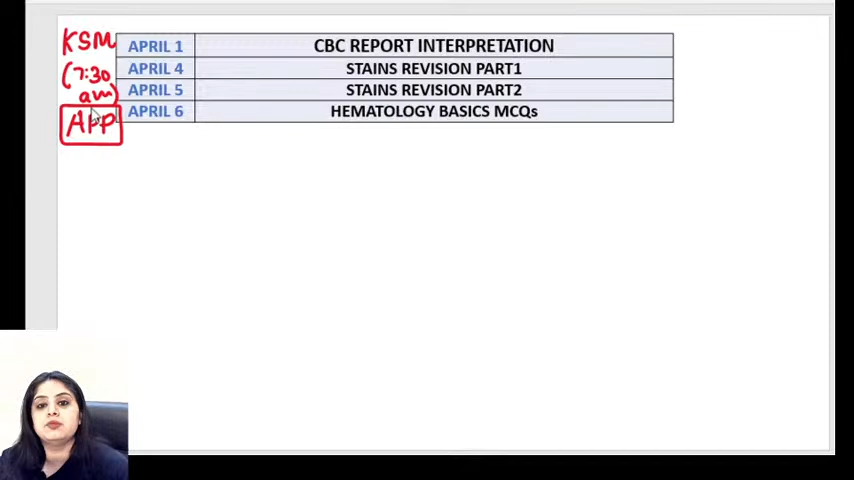 KSM
(7:30
am)
APP
APRIL 1 CBC REPORT INTERPRETATION
APRIL 4 STAINS REVISION PART1
APRIL 5 STAINS REVISION PART2
APRIL 6 HEMATOLOGY BASICS MCQs